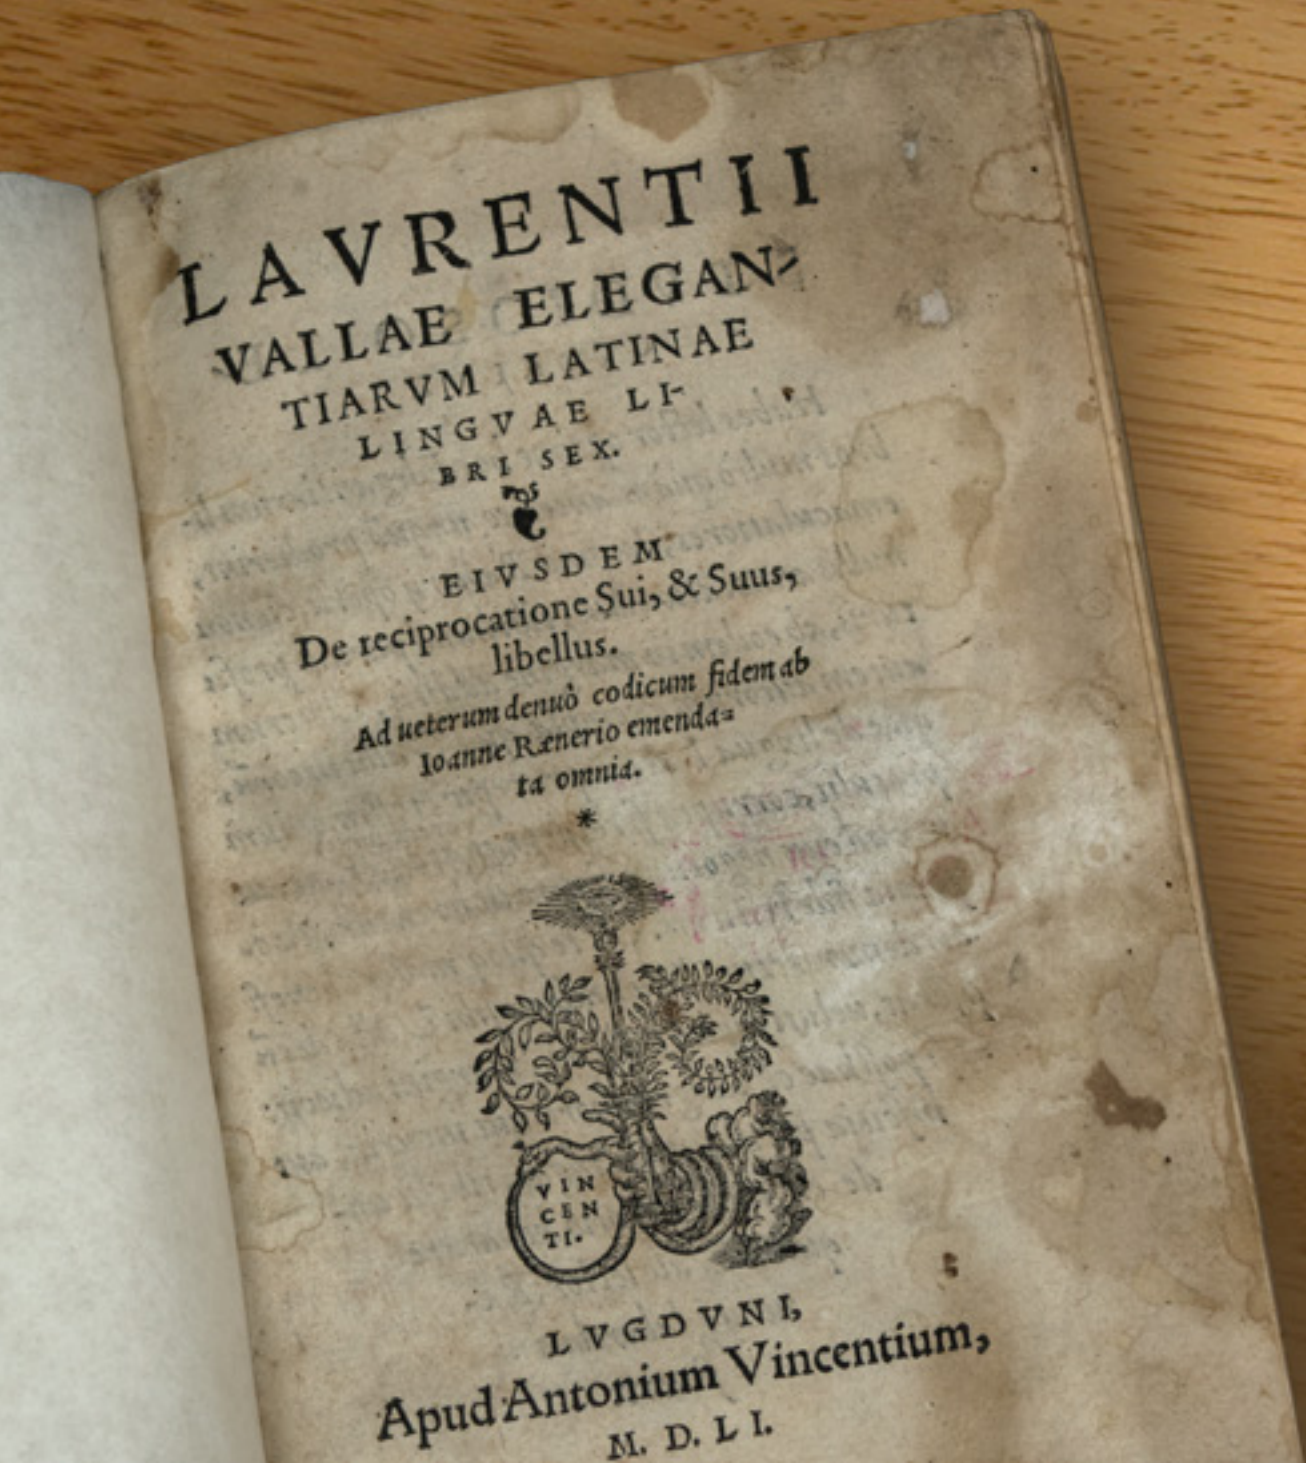 LAVRENTII
VALLAE ELEGAN-
TIARVM LATINAE
LINGVAE LI-
BRI SEX.
EIVSDEM
De reciprocatione Sui, & Suus,
libellus.
Ad ueterum denuò codicum fidem ab
Ioanne Rænerio emenda=
ta omnia.
*
VIN
CEN
TI.
LVGDVNI,
Apud Antonium Vincentium,
M. D. LI.